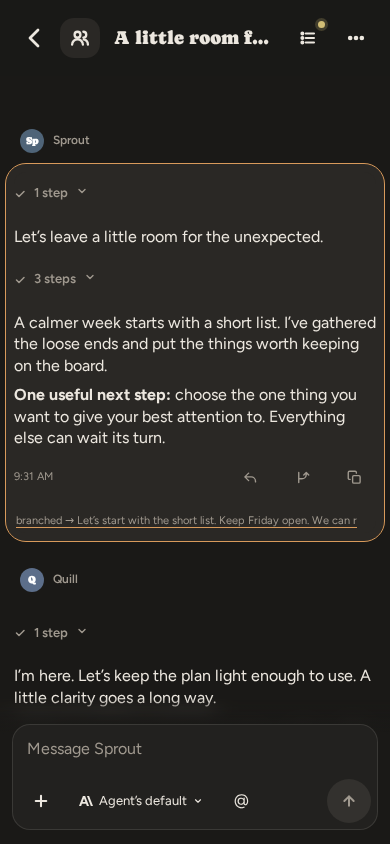 A little room f...
Sp Sprout
1 step
Let's leave a little room for the unexpected.
3 steps
A calmer week starts with a short list. I've gathered
the loose ends and put the things worth keeping
on the board.
One useful next step: choose the one thing you
want to give your best attention to. Everything
else can wait its turn.
9:31 AM
branched → Let's start with the short list. Keep Friday open. We can r
Q Quill
1 step
I'm here. Let's keep the plan light enough to use. A
little clarity goes a long way.
Message Sprout
A\ Agent's default
@